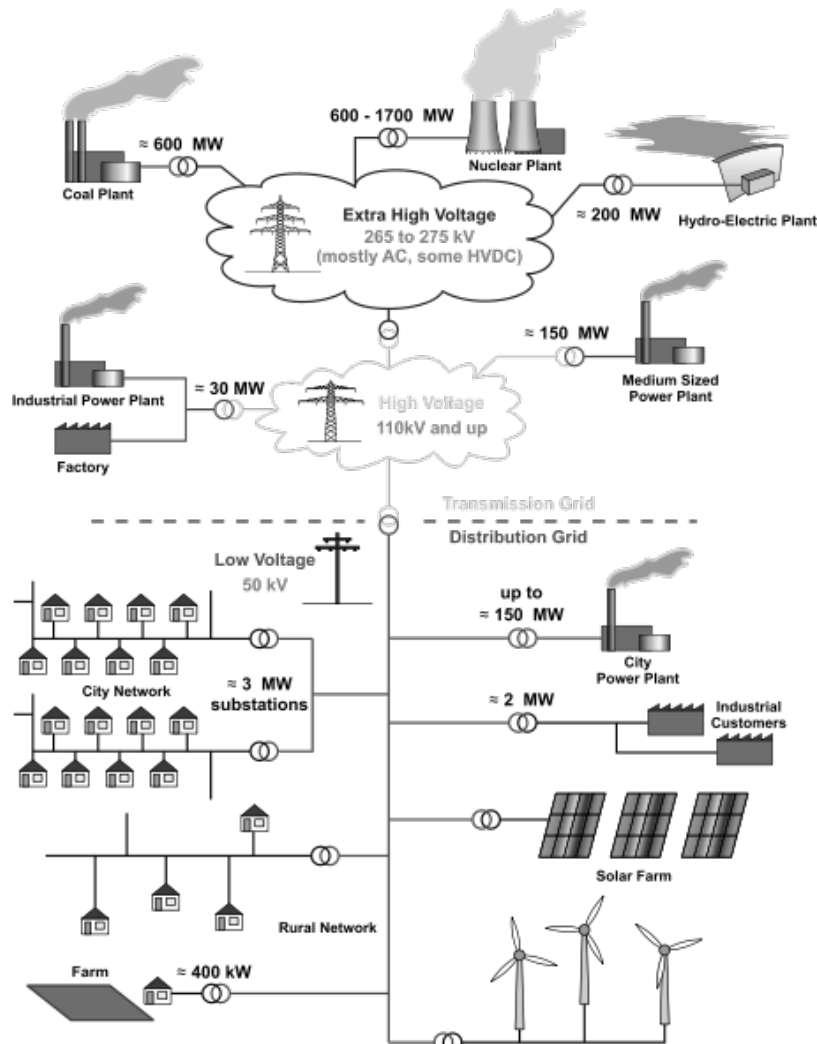 600 - 1700 MW
≈ 600 MW
Nuclear Plant
Coal Plant
Extra High Voltage
265 to 275 kV
(mostly AC, some HVDC)
≈ 200 MW
Hydro-Electric Plant
≈ 150 MW
Medium Sized
Power Plant
≈ 30 MW
Industrial Power Plant
Factory
High Voltage
110kV and up
Transmission Grid
Distribution Grid
Low Voltage
50 kV
up to
≈ 150 MW
City
Power Plant
City Network
≈ 3 MW
substations
≈ 2 MW
Industrial
Customers
Solar Farm
Rural Network
Farm
≈ 400 kW